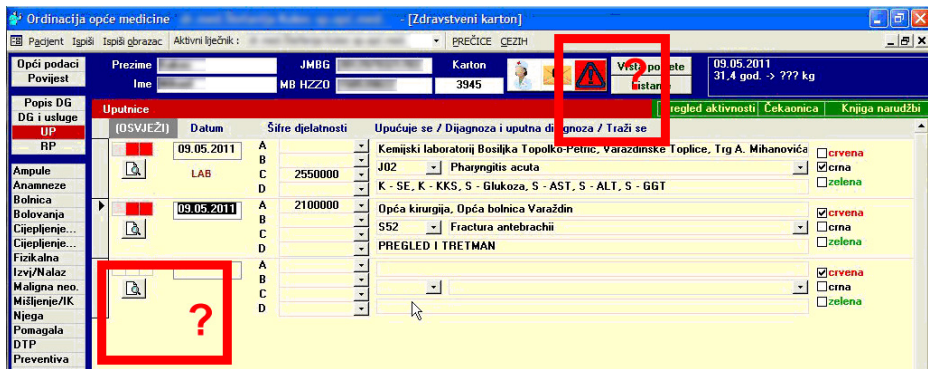 Ordinacija opće medicine - [Zdravstveni karton]
Pacijent Ispiši Ispiši obrazac Aktivni liječnik : PREČICE CEZIH
Opći podaci Prezime JMBG Karton Vrsta posjete 09.05.2011
Povijest Ime MB HZZO 3945 ? 31,4 god. -> ??? kg
Popis DG Uputnice Pregled aktivnosti Čekaonica Knjiga narudžbi
DG i usluge
UP (OSVJEŽI) Datum Šifre djelatnosti Upućuje se / Dijagnoza i uputna dijagnoza / Traži se
RP 09.05.2011 A Kemijski laboratorij Bosiljka Topolko-Petric, Varazdinske Toplice, Trg A. Mihanovića crvena
B J02 Pharyngitis acuta crna
Ampule LAB C 2550000 zelena
Anamneze D K - SE, K - KKS, S - Glukoza, S - AST, S - ALT, S - GGT
Bolnica
Bolovanja 09.05.2011 A 2100000 Opća kirurgija, Opća bolnica Varaždin crvena
Cijepljenje... B S52 Fractura antebrachii crna
Cijepljenje... C zelena
Fizikalna D PREGLED I TRETMAN
Izvj/Nalaz A crvena
Maligna neo. B crna
Mišljenje/IK C zelena
Njega D
Pomagala ?
DTP
Preventiva